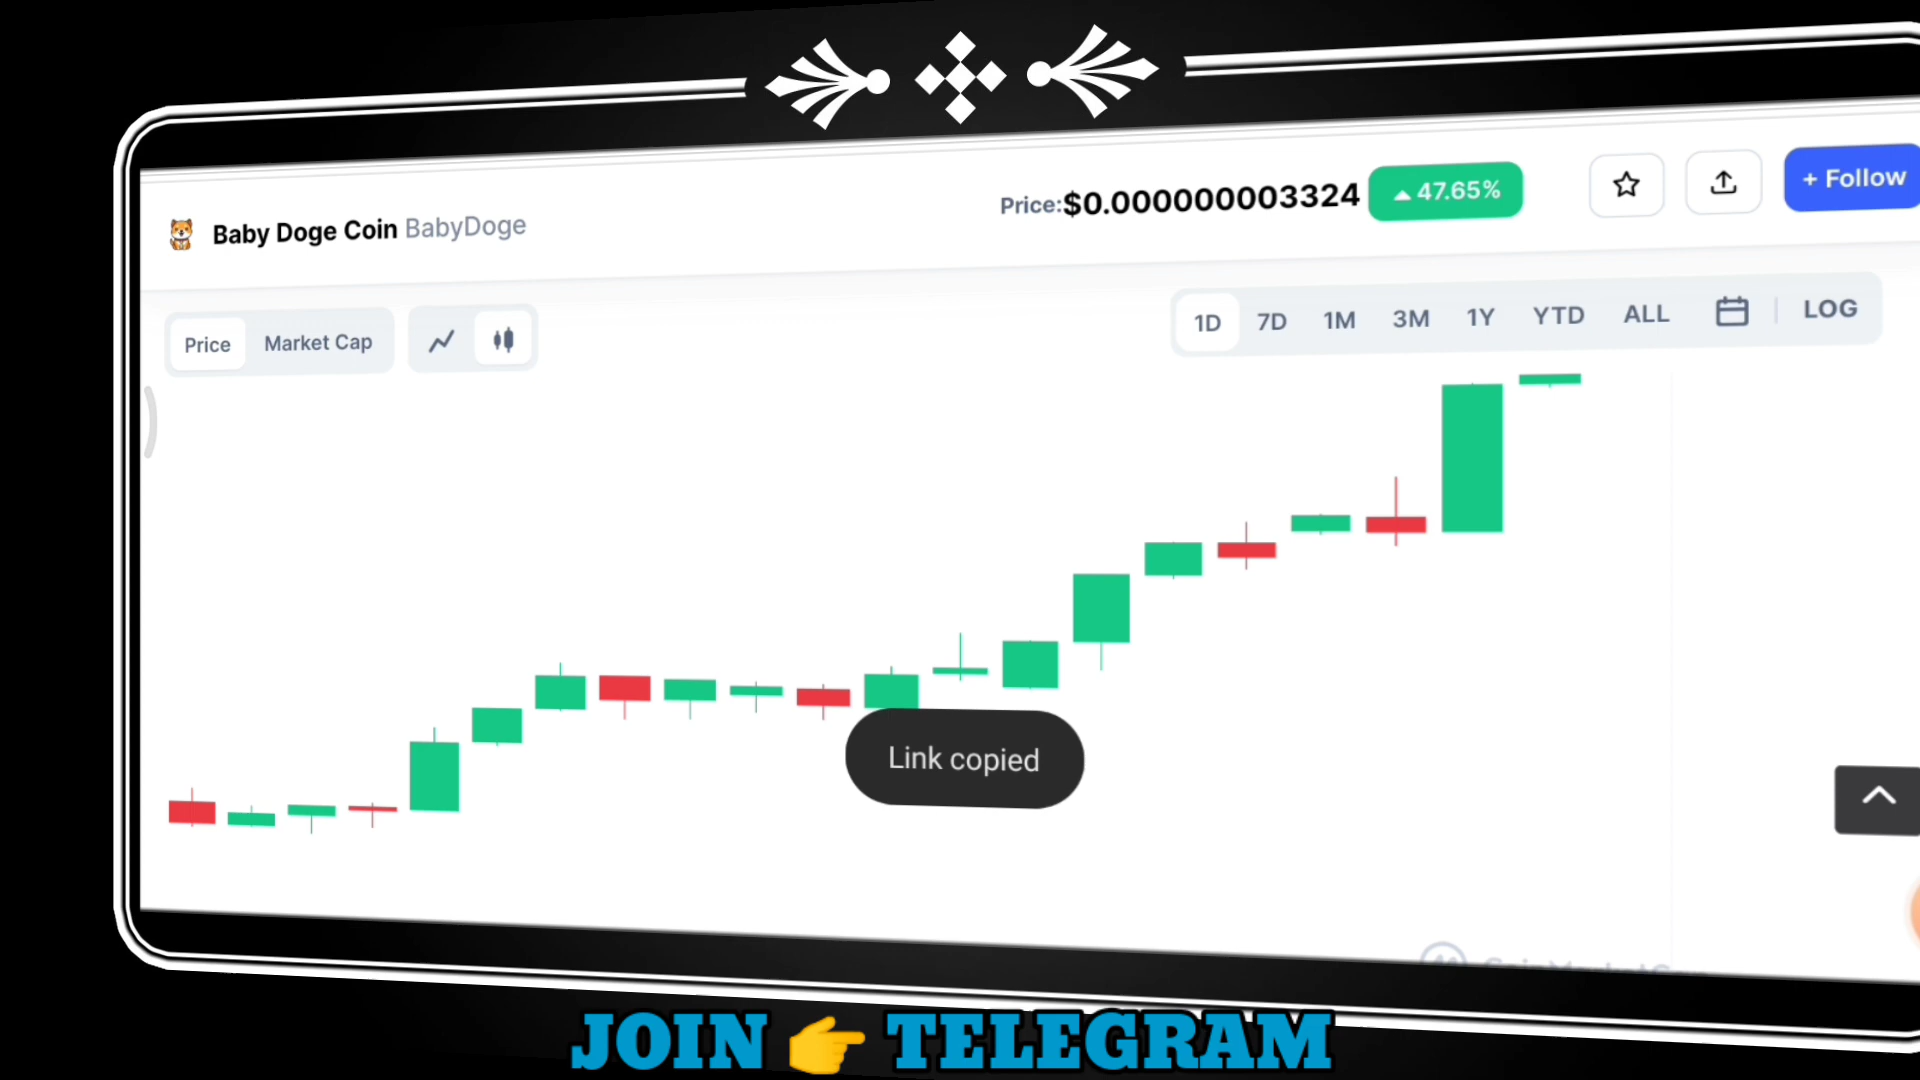 Baby Doge Coin BabyDoge
Price:$0.000000003324 ▲47.65%
+ Follow
Price Market Cap
1D 7D 1M 3M 1Y YTD ALL LOG
Link copied
JOIN 👉 TELEGRAM